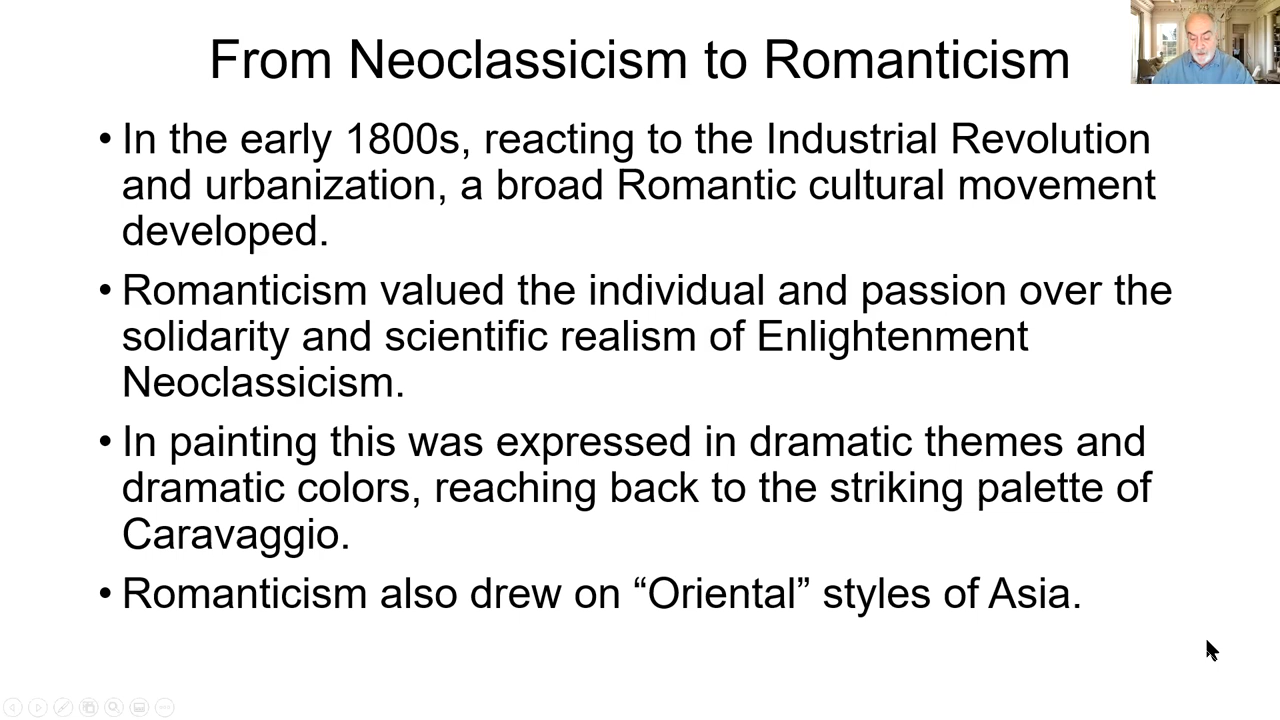 From Neoclassicism to Romanticism
• In the early 1800s, reacting to the Industrial Revolution
and urbanization, a broad Romantic cultural movement
developed.
• Romanticism valued the individual and passion over the
solidarity and scientific realism of Enlightenment
Neoclassicism.
• In painting this was expressed in dramatic themes and
dramatic colors, reaching back to the striking palette of
Caravaggio.
• Romanticism also drew on “Oriental” styles of Asia.